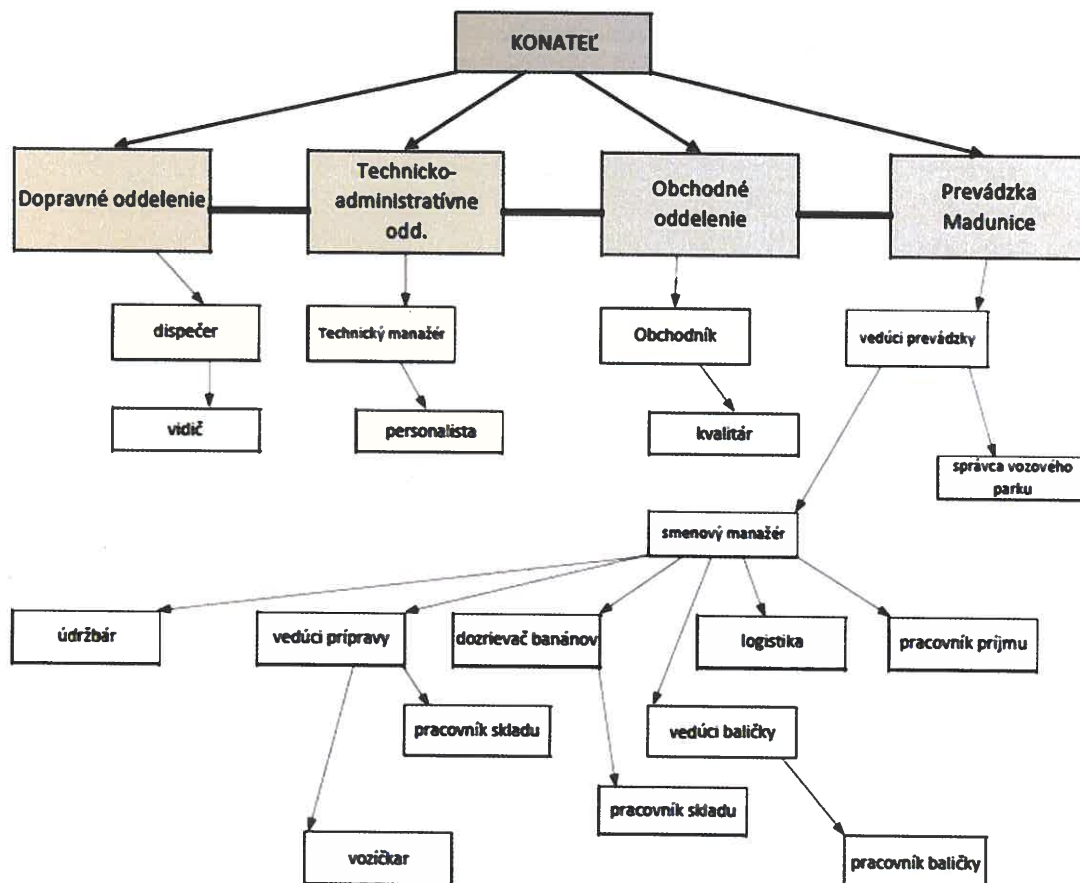 KONATEĽ
Dopravné oddelenie
Technicko-
administratívne
odd.
Obchodné
oddelenie
Prevádzka
Madunice
dispečer
Technický manažér
Obchodník
vedúci prevádzky
vidič
personalista
kvalitár
správca vozového
parku
smenový manažér
údržbár
vedúci prípravy
dozrievač banánov
logistika
pracovník príjmu
pracovník skladu
vedúci baličky
pracovník skladu
vozíčkar
pracovník baličky